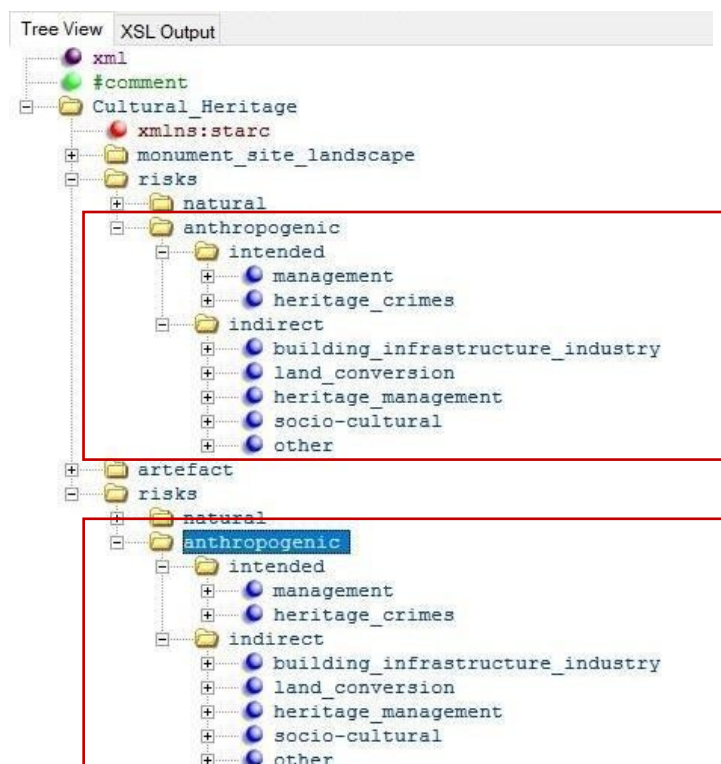 Tree View XSL Output
xml
#comment
Cultural_Heritage
xmlns:starc
monument_site_landscape
risks
natural
anthropogenic
intended
management
heritage_crimes
indirect
building_infrastructure_industry
land_conversion
heritage_management
socio-cultural
other
artefact
risks
natural
anthropogenic
intended
management
heritage_crimes
indirect
building_infrastructure_industry
land_conversion
heritage_management
socio-cultural
other